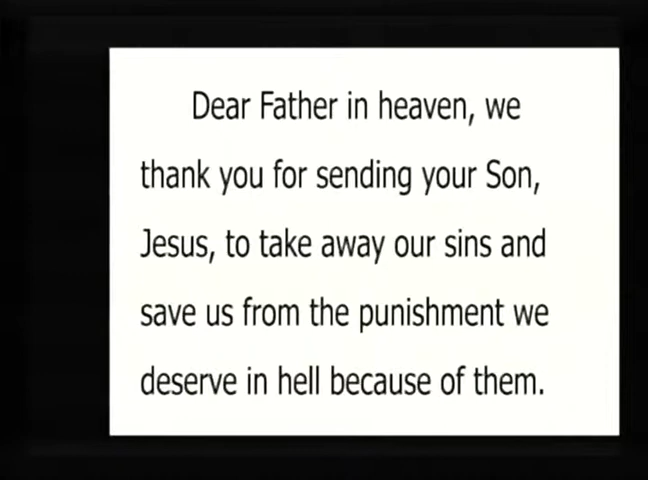 Dear Father in heaven, we
thank you for sending your Son,
Jesus, to take away our sins and
save us from the punishment we
deserve in hell because of them.